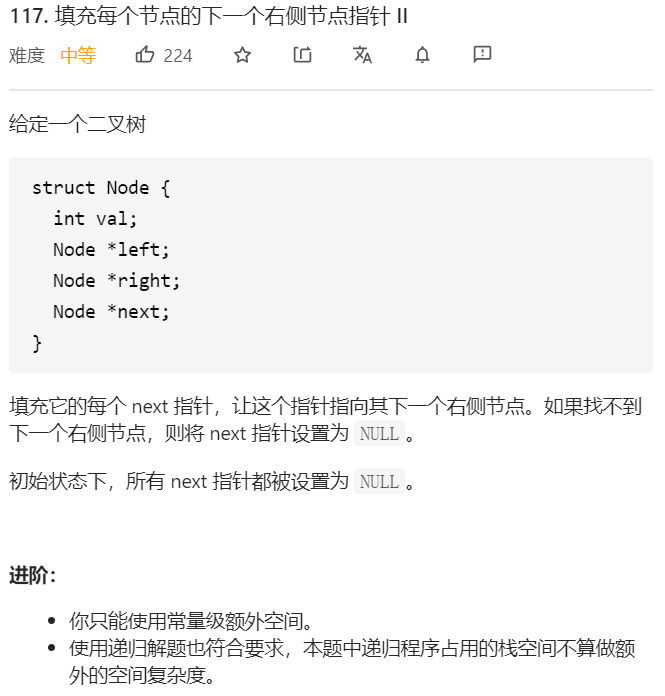 117. 填充每个节点的下一个右侧节点指针 II
难度 中等 224
给定一个二叉树
struct Node {
  int val;
  Node *left;
  Node *right;
  Node *next;
}
填充它的每个 next 指针，让这个指针指向其下一个右侧节点。如果找不到
下一个右侧节点，则将 next 指针设置为 NULL。
初始状态下，所有 next 指针都被设置为 NULL。
进阶：
• 你只能使用常量级额外空间。
• 使用递归解题也符合要求，本题中递归程序占用的栈空间不算做额
外的空间复杂度。